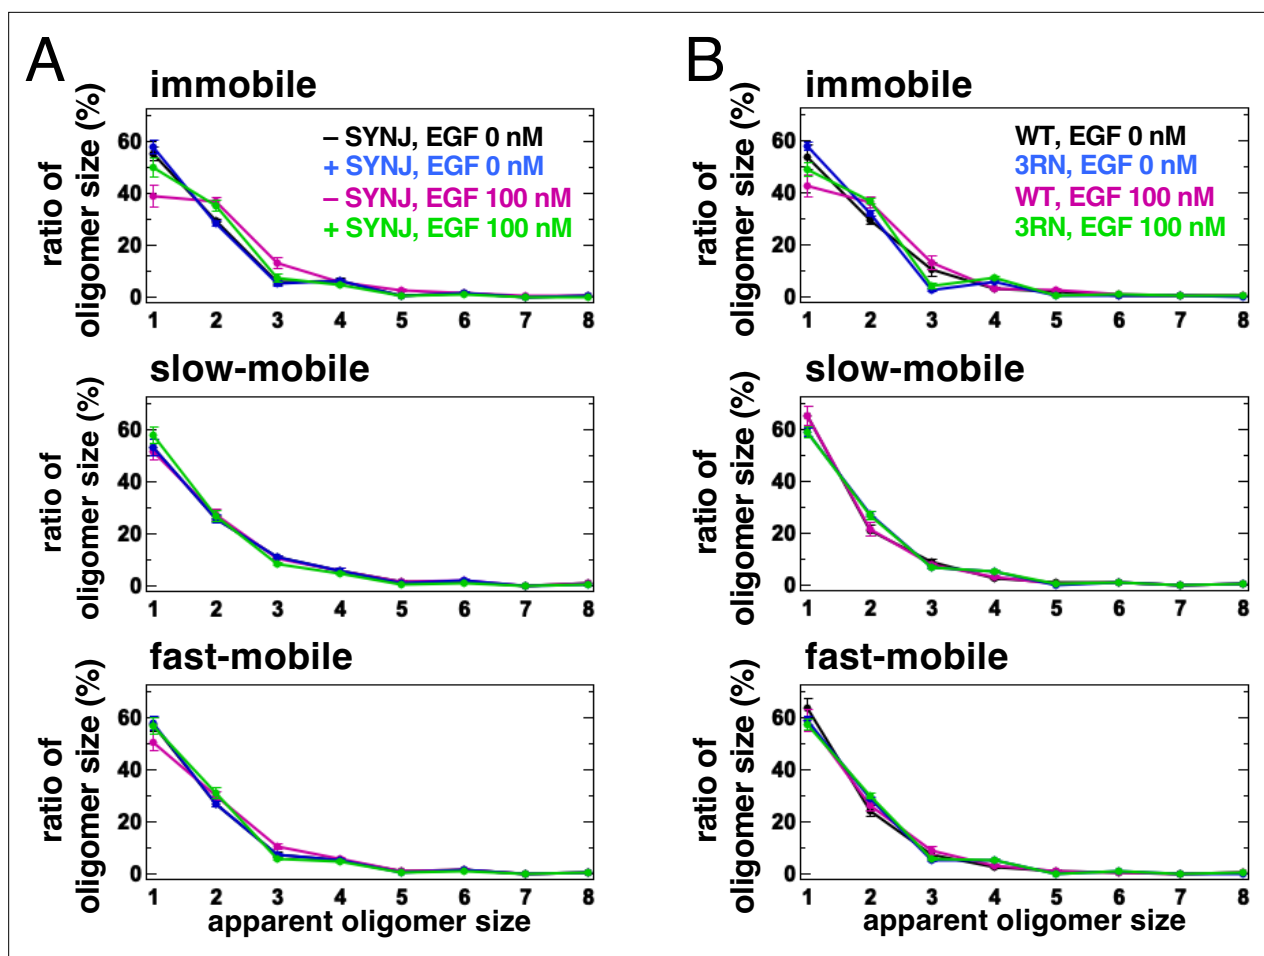 A
immobile
ratio of
oligomer size (%)
60
40
20
0
– SYNJ, EGF 0 nM
+ SYNJ, EGF 0 nM
– SYNJ, EGF 100 nM
+ SYNJ, EGF 100 nM
1 2 3 4 5 6 7 8
slow-mobile
ratio of
oligomer size (%)
60
40
20
0
1 2 3 4 5 6 7 8
fast-mobile
ratio of
oligomer size (%)
60
40
20
0
1 2 3 4 5 6 7 8
apparent oligomer size
B
immobile
ratio of
oligomer size (%)
60
40
20
0
WT, EGF 0 nM
3RN, EGF 0 nM
WT, EGF 100 nM
3RN, EGF 100 nM
1 2 3 4 5 6 7 8
slow-mobile
ratio of
oligomer size (%)
60
40
20
0
1 2 3 4 5 6 7 8
fast-mobile
ratio of
oligomer size (%)
60
40
20
0
1 2 3 4 5 6 7 8
apparent oligomer size